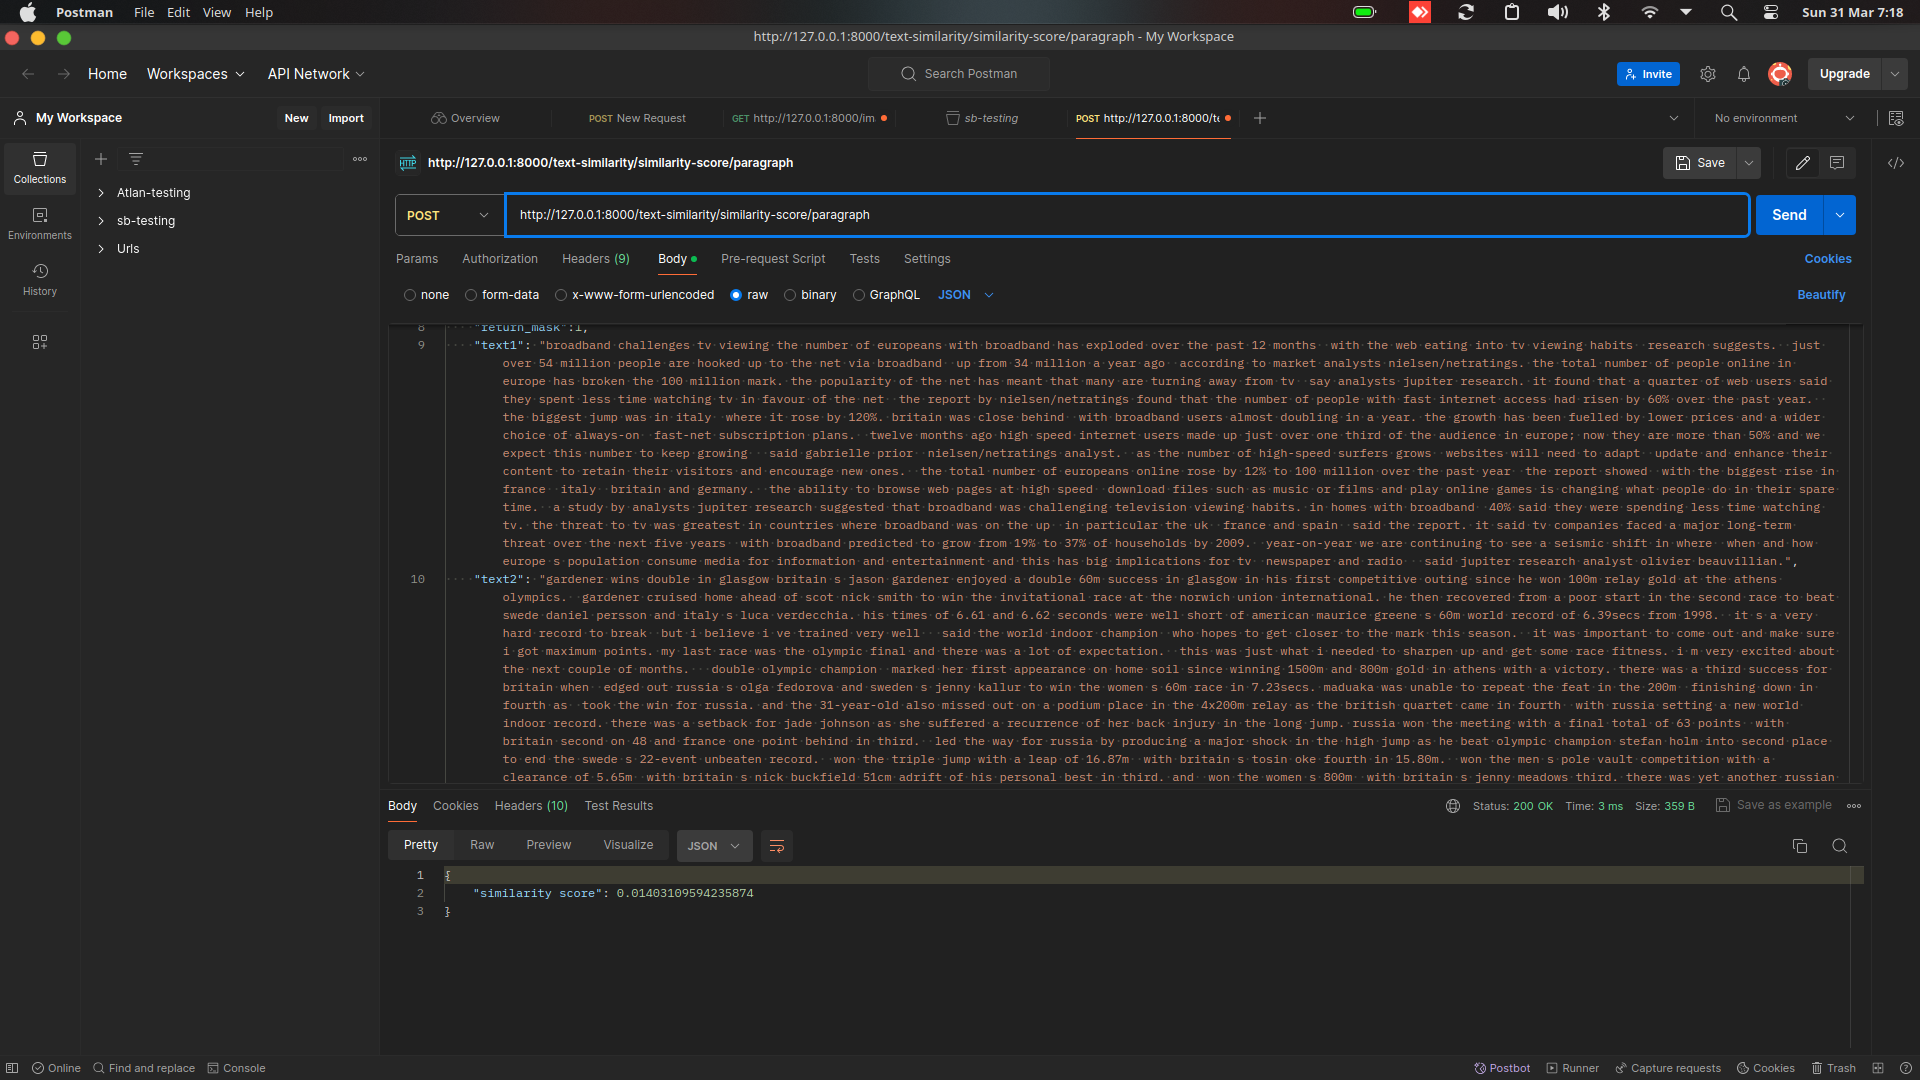 Postman File Edit View Help Sun 31 Mar 7:18
http://127.0.0.1:8000/text-similarity/similarity-score/paragraph - My Workspace
Home Workspaces API Network Search Postman Invite Upgrade
My Workspace New Import Overview POST New Request GET http://127.0.0.1:8000/im sb-testing POST http://127.0.0.1:8000/te No environment
Collections
Environments
History
Atlan-testing
sb-testing
Urls
HTTP http://127.0.0.1:8000/text-similarity/similarity-score/paragraph Save
POST http://127.0.0.1:8000/text-similarity/similarity-score/paragraph Send
Params Authorization Headers (9) Body Pre-request Script Tests Settings Cookies
none form-data x-www-form-urlencoded raw binary GraphQL JSON Beautify
8 "return_mask":1,
9 "text1": "broadband challenges tv viewing the number of europeans with broadband has exploded over the past 12 months  with the web eating into tv viewing habits  research suggests.  just
over 54 million people are hooked up to the net via broadband  up from 34 million a year ago  according to market analysts nielsen/netratings. the total number of people online in
europe has broken the 100 million mark. the popularity of the net has meant that many are turning away from tv  say analysts jupiter research. it found that a quarter of web users said
they spent less time watching tv in favour of the net  the report by nielsen/netratings found that the number of people with fast internet access had risen by 60% over the past year.
the biggest jump was in italy  where it rose by 120%. britain was close behind  with broadband users almost doubling in a year. the growth has been fuelled by lower prices and a wider
choice of always-on  fast-net subscription plans.  twelve months ago high speed internet users made up just over one third of the audience in europe; now they are more than 50% and we
expect this number to keep growing   said gabrielle prior  nielsen/netratings analyst.  as the number of high-speed surfers grows  websites will need to adapt  update and enhance their
content to retain their visitors and encourage new ones.  the total number of europeans online rose by 12% to 100 million over the past year  the report showed  with the biggest rise in
france  italy  britain and germany.  the ability to browse web pages at high speed  download files such as music or films and play online games is changing what people do in their spare
time.  a study by analysts jupiter research suggested that broadband was challenging television viewing habits. in homes with broadband  40% said they were spending less time watching
tv. the threat to tv was greatest in countries where broadband was on the up  in particular the uk  france and spain  said the report. it said tv companies faced a major long-term
threat over the next five years  with broadband predicted to grow from 19% to 37% of households by 2009.  year-on-year we are continuing to see a seismic shift in where  when and how
europe s population consume media for information and entertainment and this has big implications for tv  newspaper and radio   said jupiter research analyst olivier beauvillian.",
10 "text2": "gardener wins double in glasgow britain s jason gardener enjoyed a double 60m success in glasgow in his first competitive outing since he won 100m relay gold at the athens
olympics.  gardener cruised home ahead of scot nick smith to win the invitational race at the norwich union international. he then recovered from a poor start in the second race to beat
swede daniel persson and italy s luca verdecchia. his times of 6.61 and 6.62 seconds were well short of american maurice greene s 60m world record of 6.39secs from 1998.  it s a very
hard record to break  but i believe i ve trained very well   said the world indoor champion  who hopes to get closer to the mark this season.  it was important to come out and make sure
i got maximum points. my last race was the olympic final and there was a lot of expectation.  this was just what i needed to sharpen up and get some race fitness. i m very excited about
the next couple of months.   double olympic champion  marked her first appearance on home soil since winning 1500m and 800m gold in athens with a victory. there was a third success for
britain when  edged out russia s olga fedorova and sweden s jenny kallur to win the women s 60m race in 7.23secs. maduaka was unable to repeat the feat in the 200m  finishing down in
fourth as  took the win for russia. and the 31-year-old also missed out on a podium place in the 4x200m relay as the british quartet came in fourth  with russia setting a new world
indoor record. there was a setback for jade johnson as she suffered a recurrence of her back injury in the long jump. russia won the meeting with a final total of 63 points  with
britain second on 48 and france one point behind in third.  led the way for russia by producing a major shock in the high jump as he beat olympic champion stefan holm into second place
to end the swede s 22-event unbeaten record.  won the triple jump with a leap of 16.87m  with britain s tosin oke fourth in 15.80m.  won the men s pole vault competition with a
clearance of 5.65m  with britain s nick buckfield 51cm adrift of his personal best in third. and  won the women s 800m  with britain s jenny meadows third. there was yet another russian
Body Cookies Headers (10) Test Results Status: 200 OK Time: 3 ms Size: 359 B Save as example
Pretty Raw Preview Visualize JSON
1 {
2 "similarity score": 0.01403109594235874
3 }
Online Find and replace Console Postbot Runner Capture requests Cookies Trash